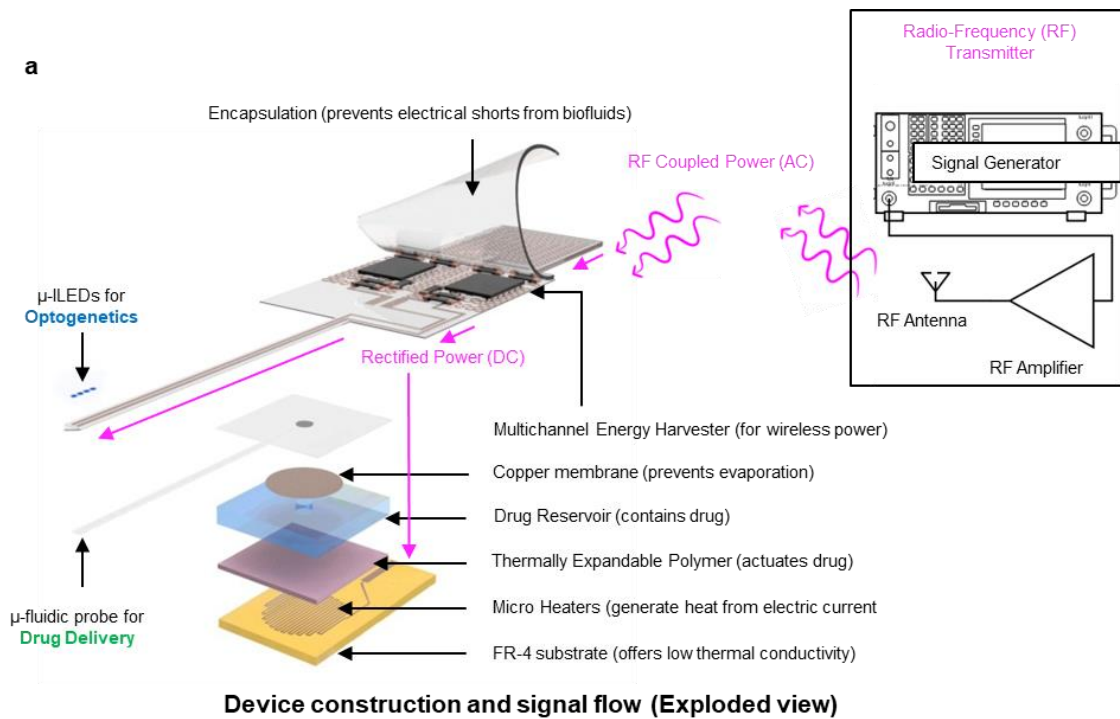 a
Radio-Frequency (RF)
Transmitter
Encapsulation (prevents electrical shorts from biofluids)
RF Coupled Power (AC)
Signal Generator
µ-ILEDs for
Optogenetics
RF Antenna
RF Amplifier
Rectified Power (DC)
Multichannel Energy Harvester (for wireless power)
Copper membrane (prevents evaporation)
Drug Reservoir (contains drug)
Thermally Expandable Polymer (actuates drug)
µ-fluidic probe for
Drug Delivery
Micro Heaters (generate heat from electric current
FR-4 substrate (offers low thermal conductivity)
Device construction and signal flow (Exploded view)